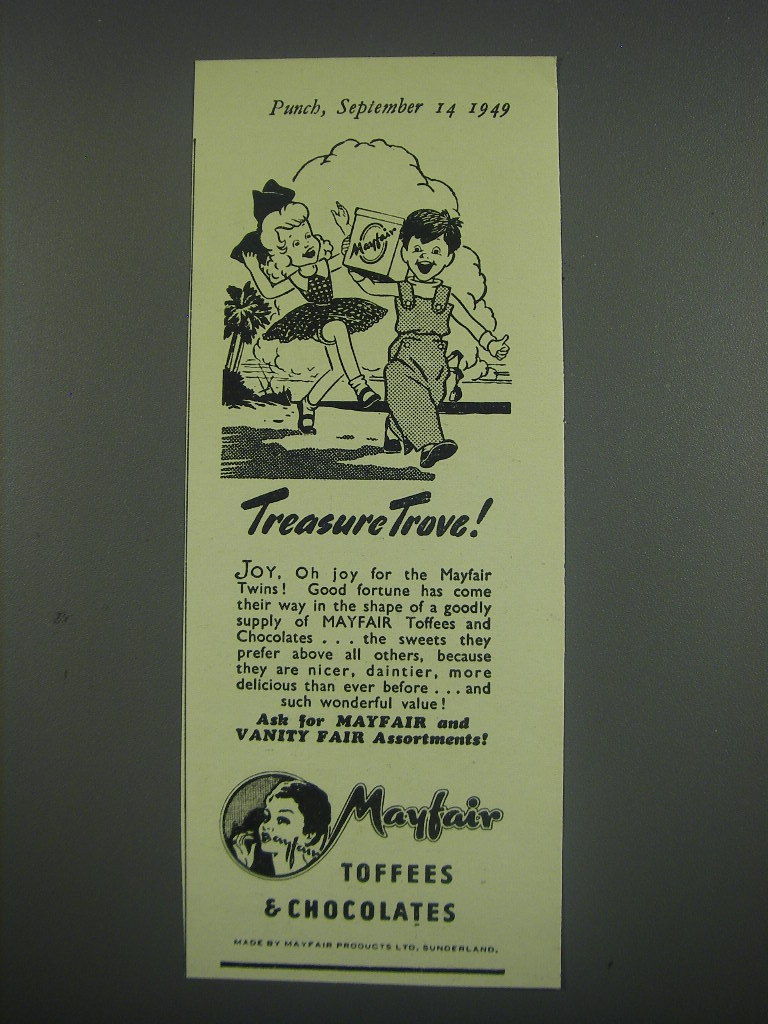 Punch, September 14 1949
Mayfair
Treasure Trove!
JOY, Oh joy for the Mayfair
Twins! Good fortune has come
their way in the shape of a goodly
supply of MAYFAIR Toffees and
Chocolates . . . the sweets they
prefer above all others, because
they are nicer, daintier, more
delicious than ever before . . . and
such wonderful value!
Ask for MAYFAIR and
VANITY FAIR Assortments!
Mayfair
Mayfair
TOFFEES
& CHOCOLATES
MADE BY MAYFAIR PRODUCTS LTD, SUNDERLAND.